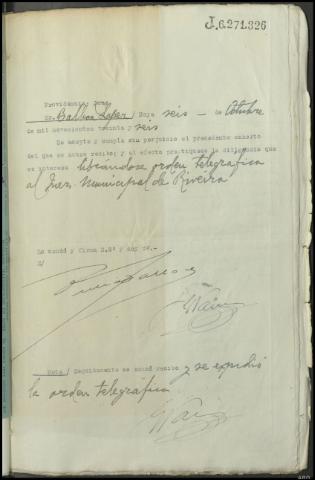 J.6.271.326
Providencia: Juez
Sr. Balboa López/ Noya seis — de Octubre
de mil novecientos treinta y seis
Se acepta y cumpla sin perjuicio el precedente exhorto
del que se acuse recibo; y al efecto practíquese la diligencia que
se interesa librándose orden telegráfica
al Juez Municipal de Riveira
Lo mandó y firma S.Sª y doy fe.-
E/
Nota/ Seguidamente se acusó recibo y se expidió
la orden telegráfica